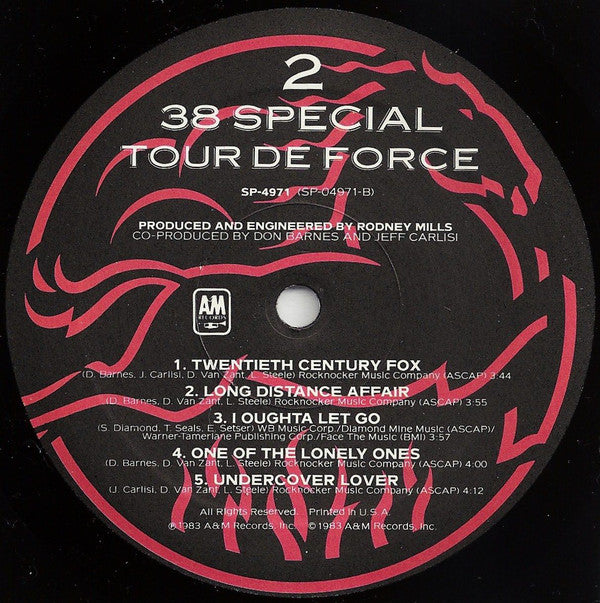 2
38 SPECIAL
TOUR DE FORCE
SP-4971 (SP-04971-B)
PRODUCED AND ENGINEERED BY RODNEY MILLS
CO-PRODUCED BY DON BARNES AND JEFF CARLISI
AM
RECORDS
1. TWENTIETH CENTURY FOX
(D. Barnes, J. Carlisi, D. Van Zant, L. Steele) Rocknocker Music Company (ASCAP) 3:44
2. LONG DISTANCE AFFAIR
(D. Barnes, D. Van Zant, L. Steele) Rocknocker Music Company (ASCAP) 3:55
3. I OUGHTA LET GO
(S. Diamond, T. Seals, E. Setser) WB Music Corp./Diamond Mine Music (ASCAP)/
Warner-Tamerlane Publishing Corp./Face The Music (BMI) 3:57
4. ONE OF THE LONELY ONES
(D. Barnes, D. Van Zant, L. Steele) Rocknocker Music Company (ASCAP) 4:00
5. UNDERCOVER LOVER
(J. Carlisi, D. Van Zant, L. Steele) Rocknocker Music Company (ASCAP) 4:12
All Rights Reserved. Printed in U.S.A.
℗1983 A&M Records, Inc. ©1983 A&M Records, Inc.